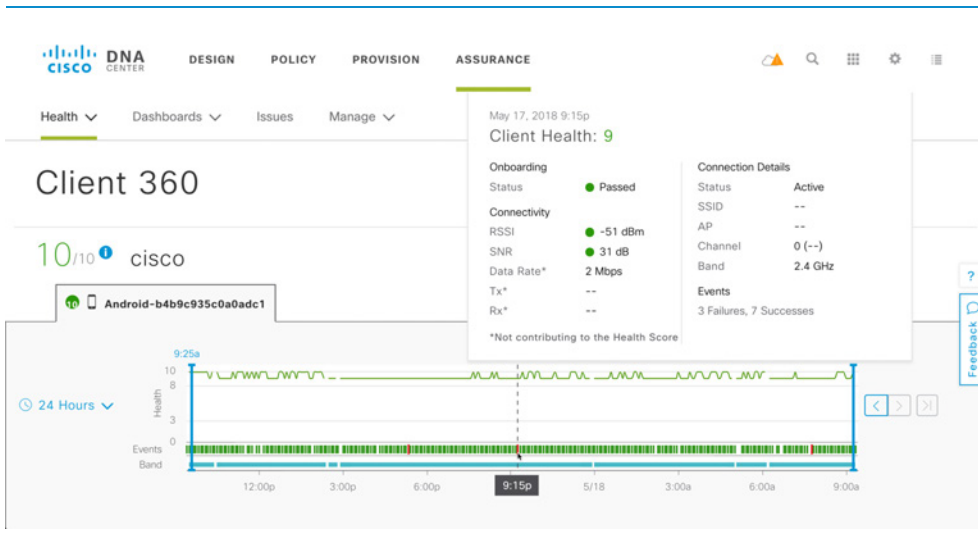 CISCO DNA CENTER
DESIGN POLICY PROVISION ASSURANCE
Health Dashboards Issues Manage
May 17, 2018 9:15p
Client Health: 9
Onboarding
Status Passed
Connectivity
RSSI -51 dBm
SNR 31 dB
Data Rate* 2 Mbps
Tx* --
Rx* --
*Not contributing to the Health Score
Connection Details
Status Active
SSID --
AP --
Channel 0 (--)
Band 2.4 GHz
Events
3 Failures, 7 Successes
Client 360
10/10 i cisco
10 Android-b4b9c935c0a0adc1
?
Feedback
24 Hours
9:25a
Health
10
8
3
0
Events
Band
12:00p 3:00p 6:00p 9:15p 5/18 3:00a 6:00a 9:00a